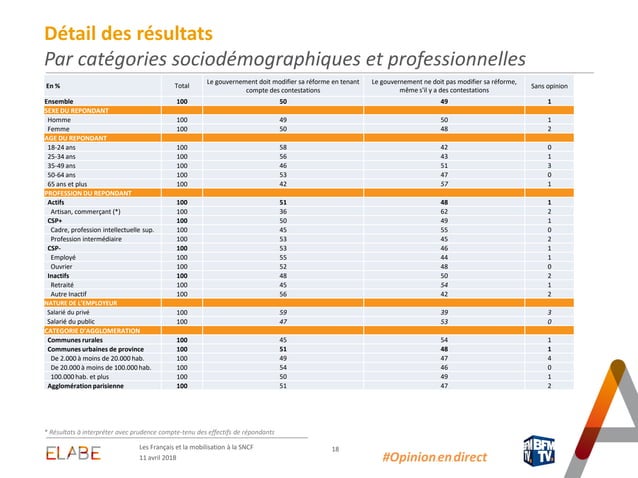 Détail des résultats
Par catégories sociodémographiques et professionnelles
En % Total Le gouvernement doit modifier sa réforme en tenant compte des contestations Le gouvernement ne doit pas modifier sa réforme, même s'il y a des contestations Sans opinion
Ensemble 100 50 49 1
SEXE DU REPONDANT
Homme 100 49 50 1
Femme 100 50 48 2
AGE DU REPONDANT
18-24 ans 100 58 42 0
25-34 ans 100 56 43 1
35-49 ans 100 46 51 3
50-64 ans 100 53 47 0
65 ans et plus 100 42 57 1
PROFESSION DU REPONDANT
Actifs 100 51 48 1
Artisan, commerçant (*) 100 36 62 2
CSP+ 100 50 49 1
Cadre, profession intellectuelle sup. 100 45 55 0
Profession intermédiaire 100 53 45 2
CSP- 100 53 46 1
Employé 100 55 44 1
Ouvrier 100 52 48 0
Inactifs 100 48 50 2
Retraité 100 45 54 1
Autre Inactif 100 56 42 2
NATURE DE L'EMPLOYEUR
Salarié du privé 100 59 39 3
Salarié du public 100 47 53 0
CATEGORIE D'AGGLOMERATION
Communes rurales 100 45 54 1
Communes urbaines de province 100 51 48 1
De 2.000 à moins de 20.000 hab. 100 49 47 4
De 20.000 à moins de 100.000 hab. 100 54 46 0
100.000 hab. et plus 100 50 49 1
Agglomération parisienne 100 51 47 2
* Résultats à interpréter avec prudence compte-tenu des effectifs de répondants
ELABE
Les Français et la mobilisation à la SNCF
11 avril 2018
18
#Opinionendirect
BFM
TV.